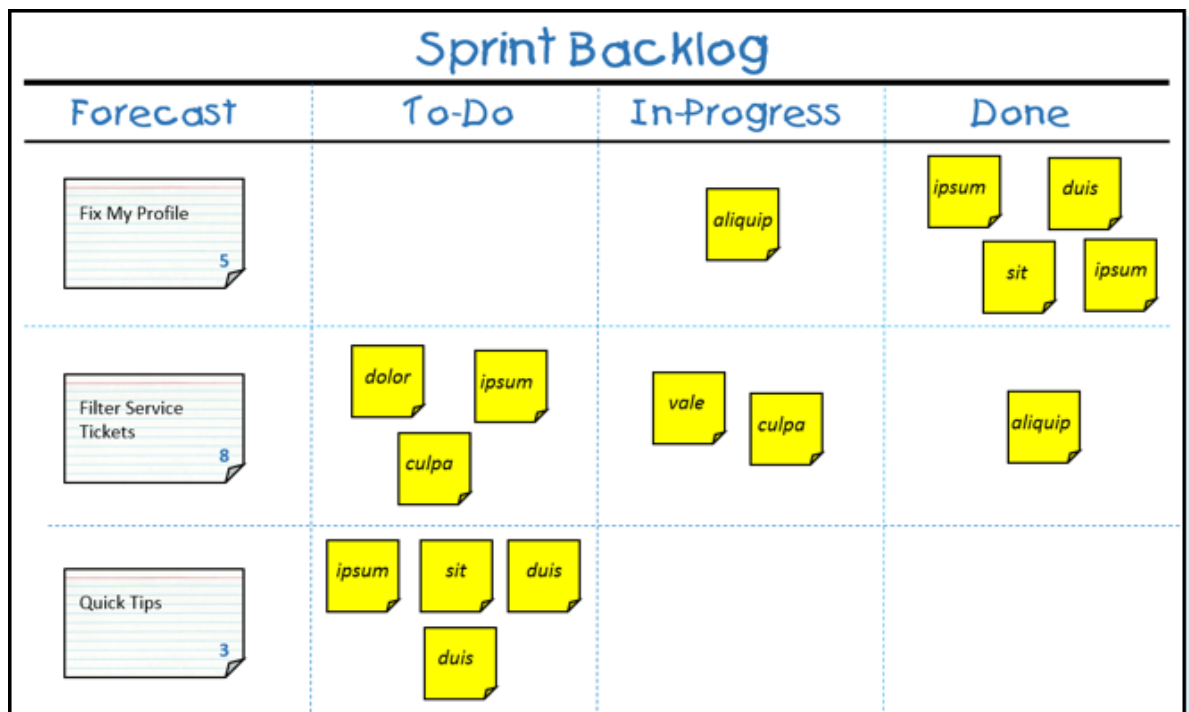 Sprint Backlog
Forecast
To-Do
In-Progress
Done
Fix My Profile
5
aliquip
ipsum
duis
sit
ipsum
Filter Service
Tickets
8
dolor
ipsum
culpa
vale
culpa
aliquip
Quick Tips
3
ipsum
sit
duis
duis